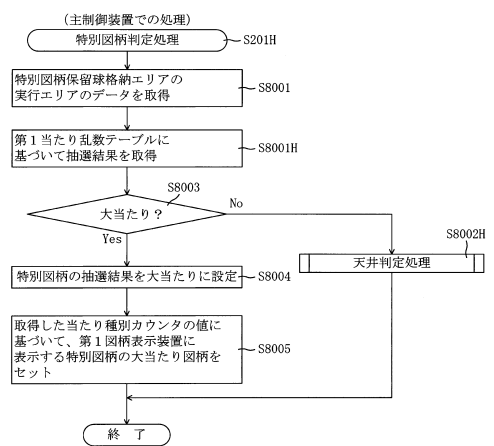 (主制御装置での処理)
特別図柄判定処理
S201H
特別図柄保留球格納エリアの
実行エリアのデータを取得
S8001
第１当たり乱数テーブルに
基づいて抽選結果を取得
S8001H
S8003
大当たり？
No
Yes
S8002H
天井判定処理
特別図柄の抽選結果を大当たりに設定
S8004
取得した当たり種別カウンタの値に
基づいて、第１図柄表示装置に
表示する特別図柄の大当たり図柄を
セット
S8005
終 了